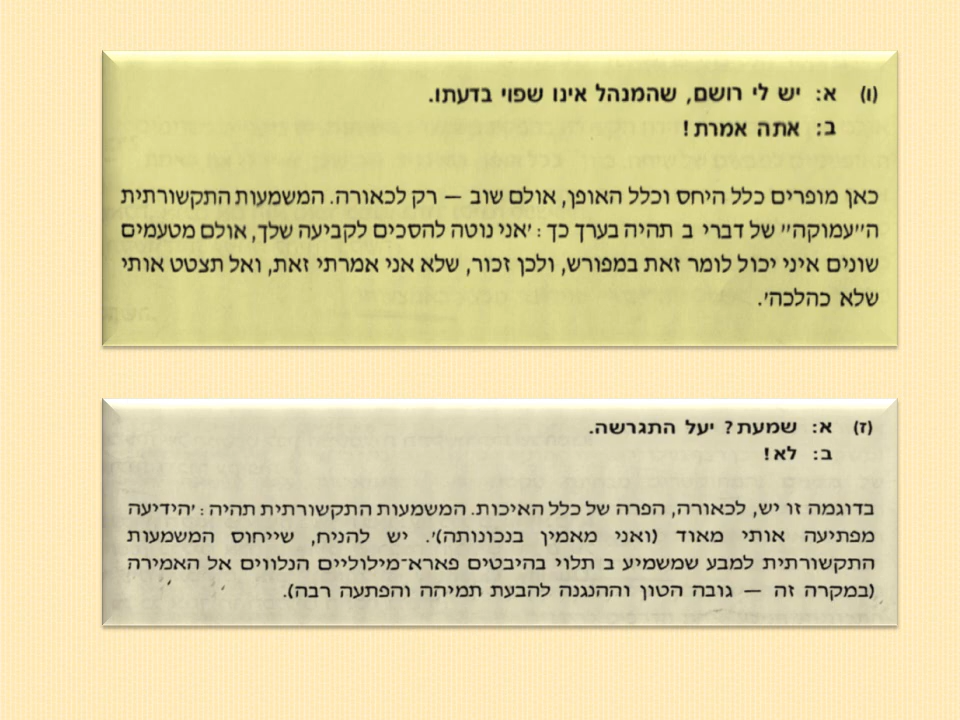 (ו) א: יש לי רושם, שהמנהל אינו שפוי בדעתו.
ב: אתה אמרת!
כאן מופרים כלל היחס וכלל האופן, אולם שוב — רק לכאורה. המשמעות התקשורתית
ה״עמוקה״ של דברי ב תהיה בערך כך: ׳אני נוטה להסכים לקביעה שלך, אולם מטעמים
שונים איני יכול לומר זאת במפורש, ולכן זכור, שלא אני אמרתי זאת, ואל תצטט אותי
שלא כהלכה׳.
(ז) א: שמעת? יעל התגרשה.
ב: לא!
בדוגמה זו יש, לכאורה, הפרה של כלל האיכות. המשמעות התקשורתית תהיה: ׳הידיעה
מפתיעה אותי מאוד (ואני מאמין בנכונותה)׳. יש להניח, שייחוס המשמעות
התקשורתית למבע שמשמיע ב תלוי בהיבטים פארא־מילוליים הנלווים אל האמירה
(במקרה זה — גובה הטון וההנגנה להבעת תמיהה והפתעה רבה).